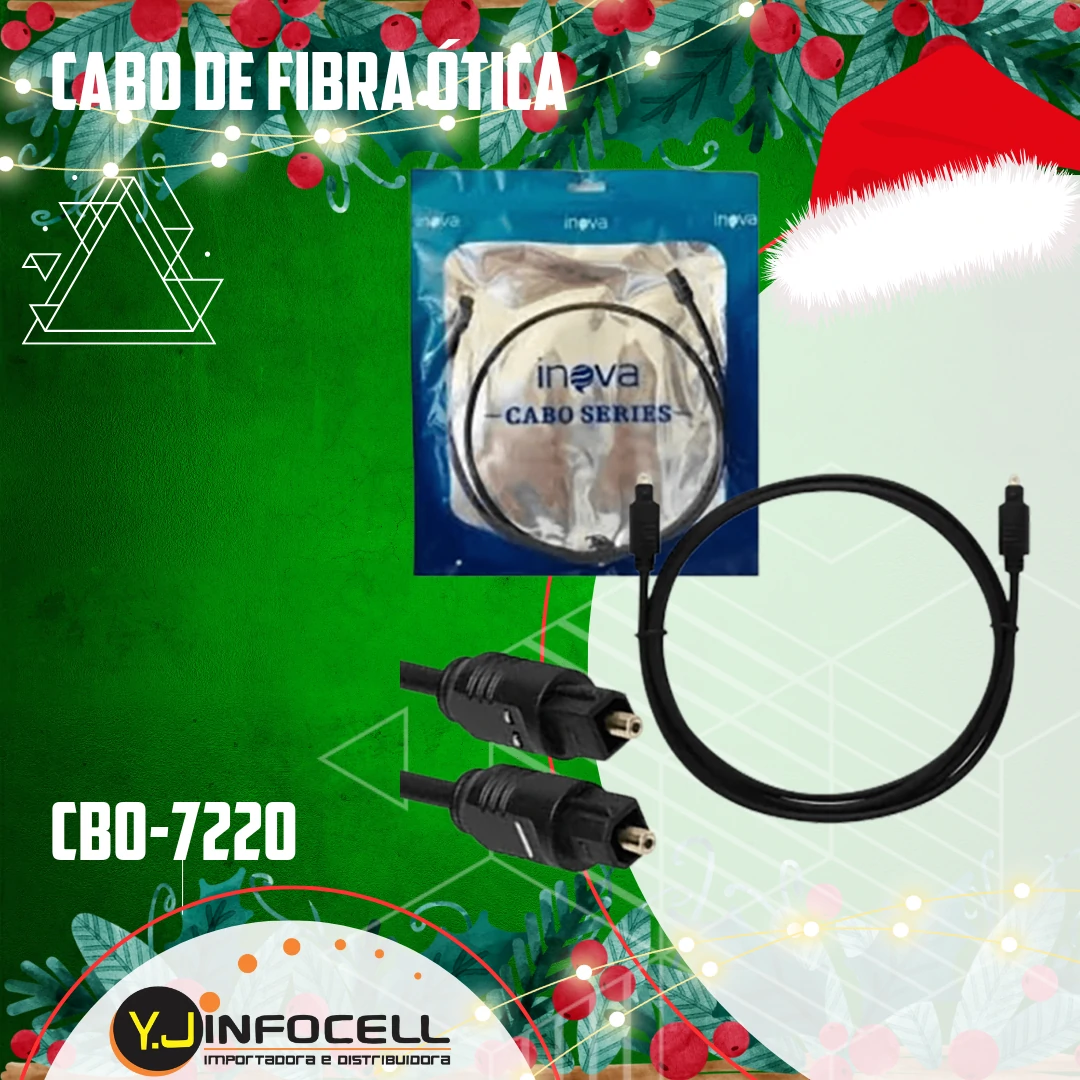 CABO DE FIBRA ÓTICA
inova inova inova
inova
CABO SERIES
CBO-7220
Y.J INFOCELL
IMPORTADORA E DISTRIBUIDORA